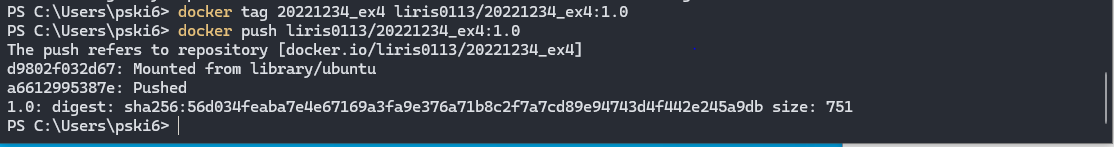 PS C:\Users\pski6> docker tag 20221234_ex4 liris0113/20221234_ex4:1.0
PS C:\Users\pski6> docker push liris0113/20221234_ex4:1.0
The push refers to repository [docker.io/liris0113/20221234_ex4]
d9802f032d67: Mounted from library/ubuntu
a6612995387e: Pushed
1.0: digest: sha256:56d034feaba7e4e67169a3fa9e376a71b8c2f7a7cd89e94743d4f442e245a9db size: 751
PS C:\Users\pski6>